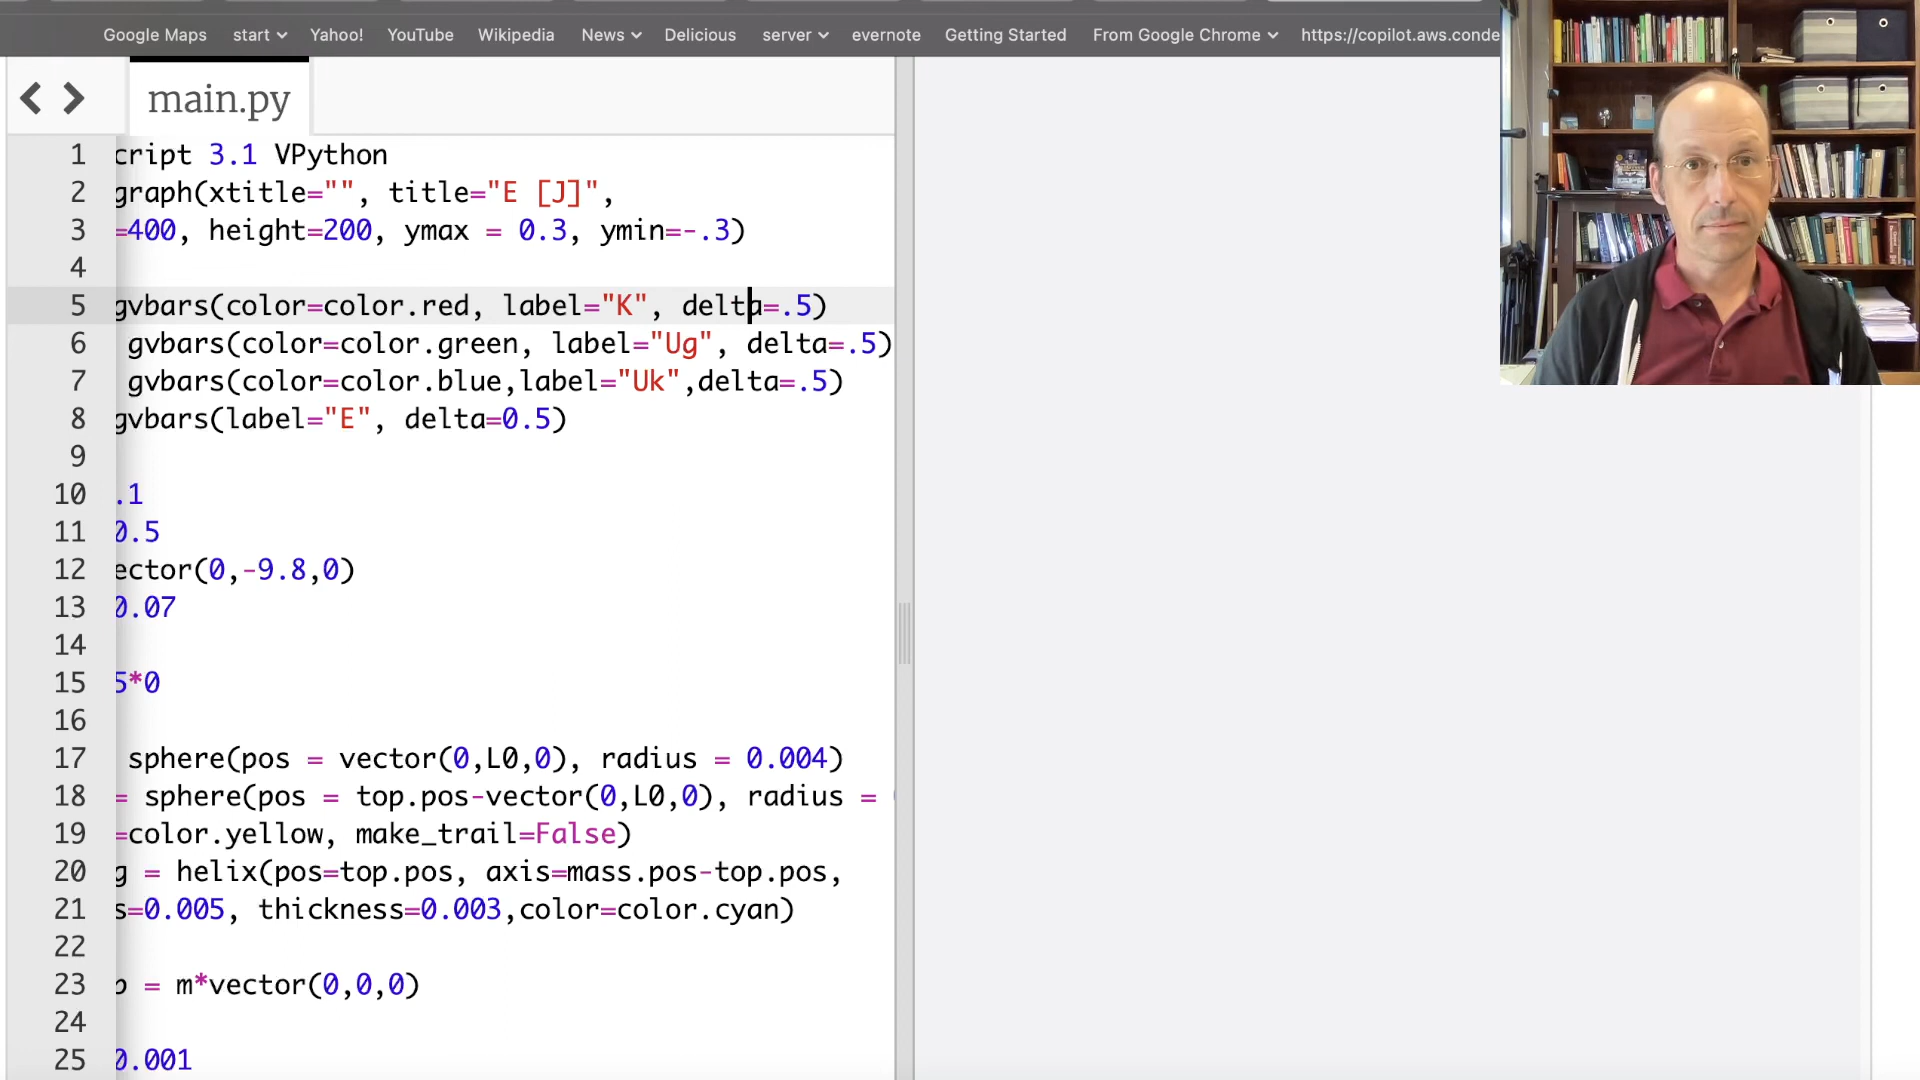 Google Maps start Yahoo! YouTube Wikipedia News Delicious server evernote Getting Started From Google Chrome https://copilot.aws.conde
main.py
1 cript 3.1 VPython
2 graph(xtitle="", title="E [J]",
3 =400, height=200, ymax = 0.3, ymin=-.3)
4
5 gvbars(color=color.red, label="K", delta=.5)
6 gvbars(color=color.green, label="Ug", delta=.5)
7 gvbars(color=color.blue,label="Uk",delta=.5)
8 gvbars(label="E", delta=0.5)
9
10 .1
11 0.5
12 ector(0,-9.8,0)
13 0.07
14
15 5*0
16
17 sphere(pos = vector(0,L0,0), radius = 0.004)
18 = sphere(pos = top.pos-vector(0,L0,0), radius =
19 =color.yellow, make_trail=False)
20 g = helix(pos=top.pos, axis=mass.pos-top.pos,
21 s=0.005, thickness=0.003,color=color.cyan)
22
23 p = m*vector(0,0,0)
24
25 0.001